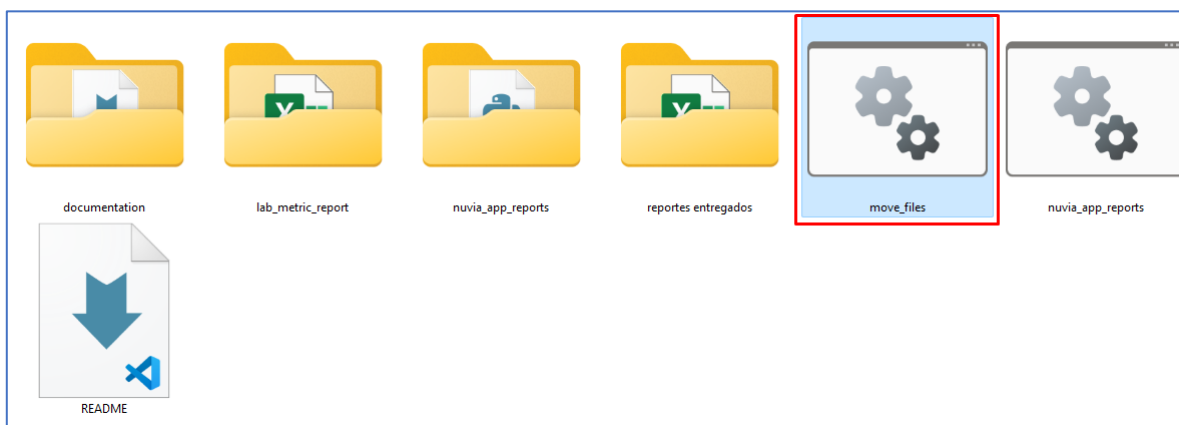 documentation
lab_metric_report
nuvia_app_reports
reportes entregados
move_files
nuvia_app_reports
README